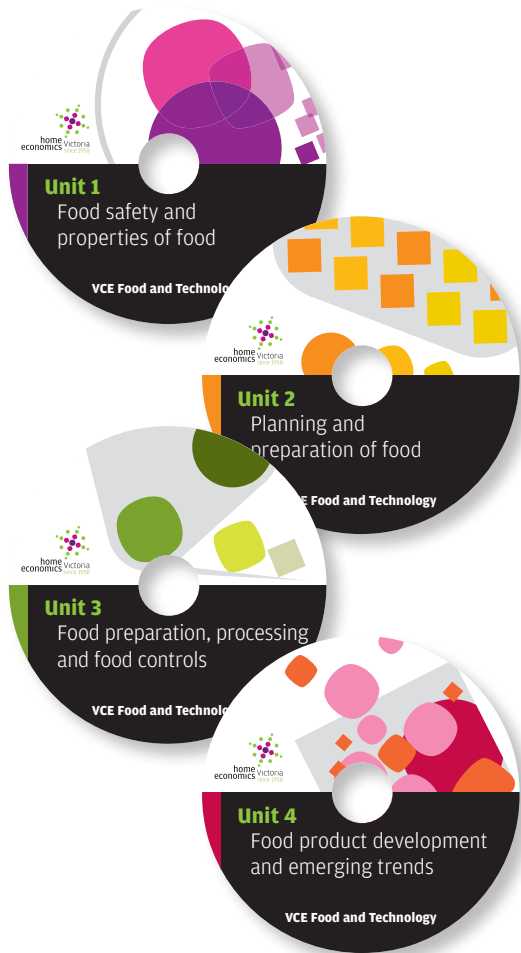 home
economics Victoria
since 1958
Unit 1
Food safety and
properties of food
VCE Food and Technolo
home
economics Victoria
since 1958
Unit 2
Planning and
preparation of food
CE Food and Technology
home
economics Victoria
since 1958
Unit 3
Food preparation, processing
and food controls
VCE Food and Technolo
home
economics Victoria
since 1958
Unit 4
Food product development
and emerging trends
VCE Food and Technology